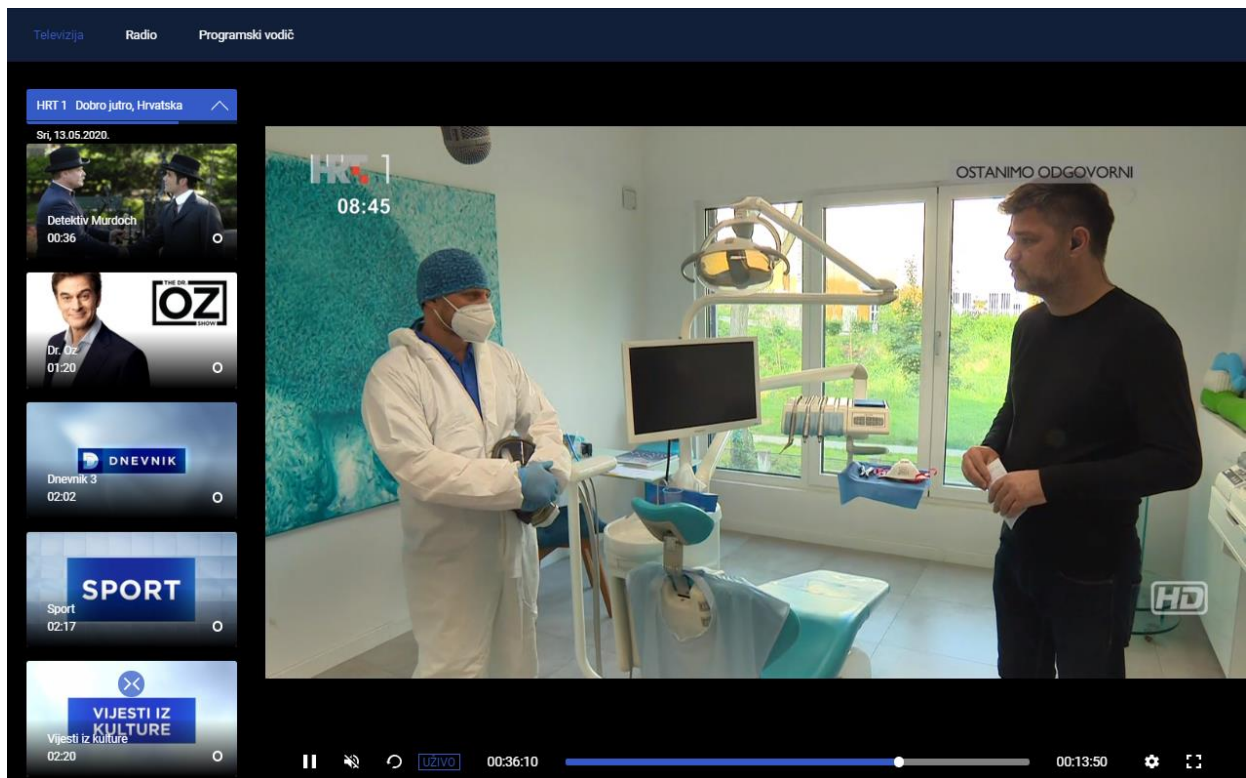 Televizija
Radio
Programski vodič
HRT 1 Dobro jutro, Hrvatska
Sri, 13.05.2020.
Detektiv Murdoch
00:36
THE DR.
OZ
SHOW
Dr. Oz
01:20
DNEVNIK
Dnevnik 3
02:02
SPORT
Sport
02:17
VIJESTI IZ
KULTURE
Vijesti iz kulture
02:20
HRT 1
08:45
OSTANIMO ODGOVORNI
HD
UŽIVO
00:36:10
00:13:50